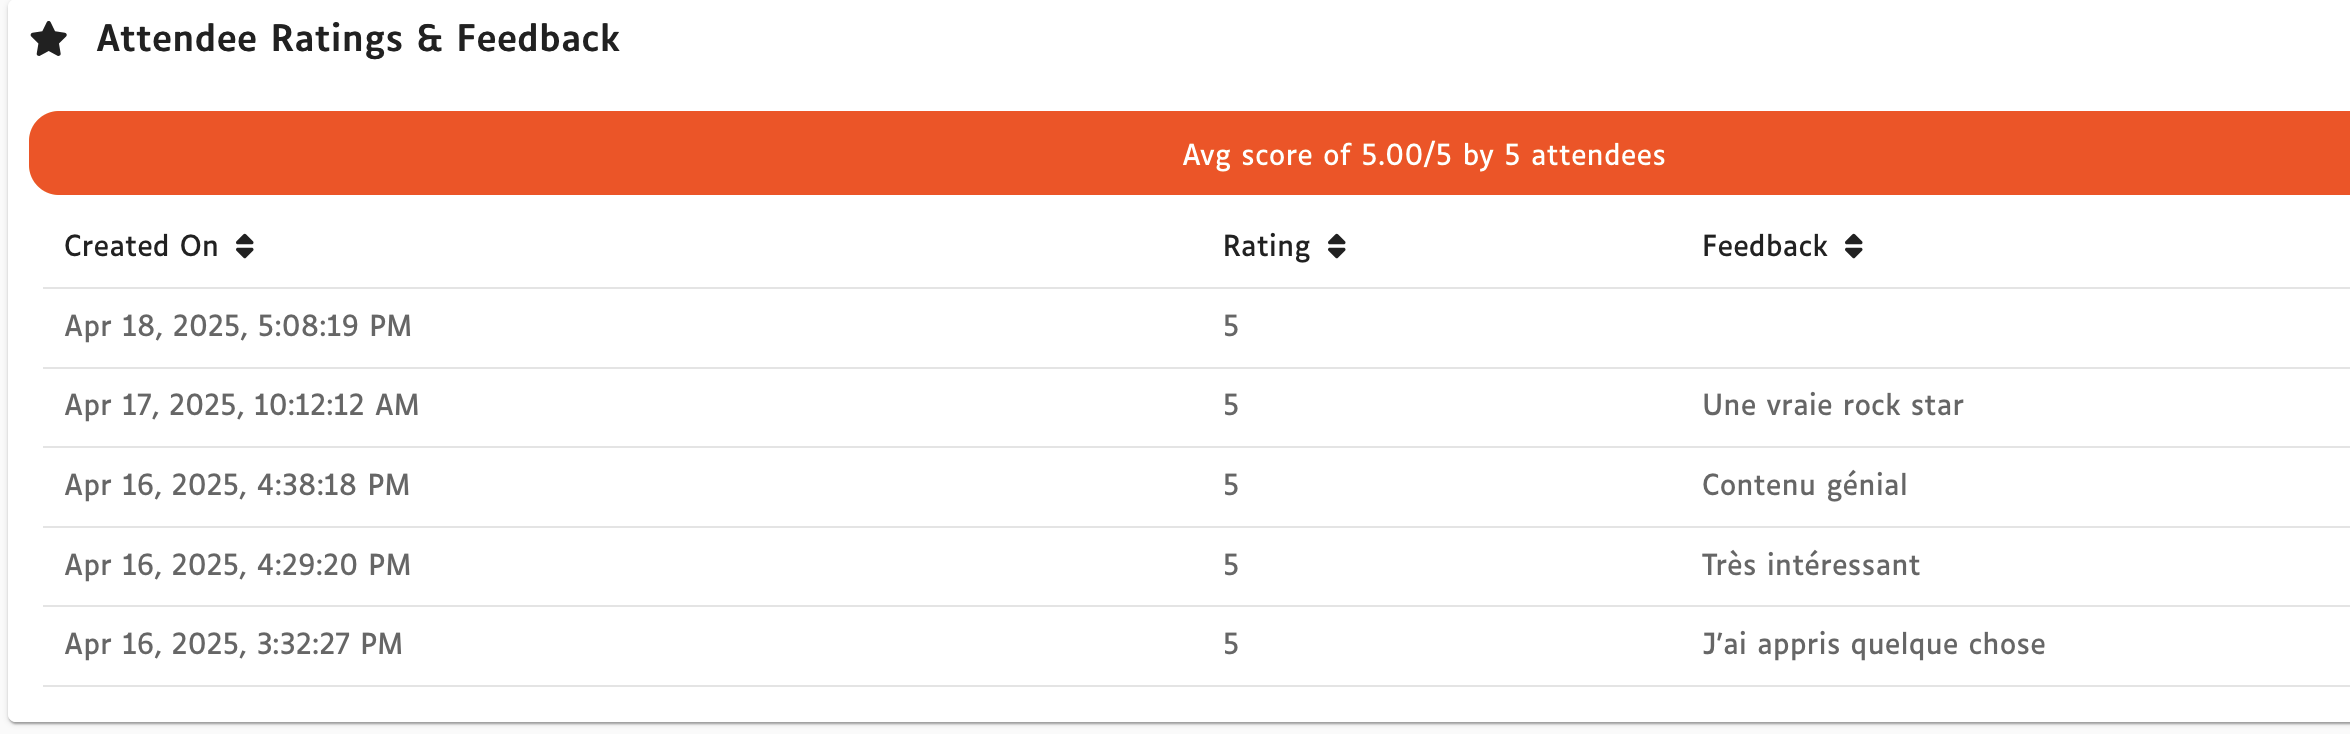 Attendee Ratings & Feedback
Avg score of 5.00/5 by 5 attendees
Created On Rating Feedback
Apr 18, 2025, 5:08:19 PM 5
Apr 17, 2025, 10:12:12 AM 5 Une vraie rock star
Apr 16, 2025, 4:38:18 PM 5 Contenu génial
Apr 16, 2025, 4:29:20 PM 5 Très intéressant
Apr 16, 2025, 3:32:27 PM 5 J'ai appris quelque chose